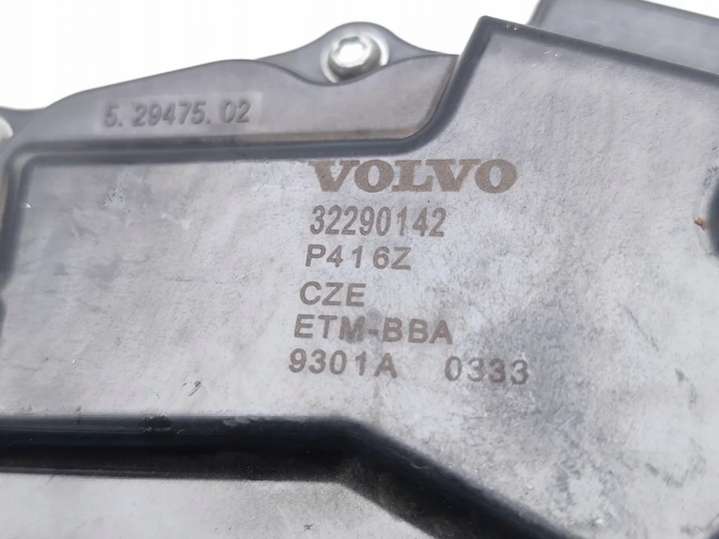 5. 29475. 02
VOLVO
32290142
P416Z
CZE
ETM-BBA
9301A 0333